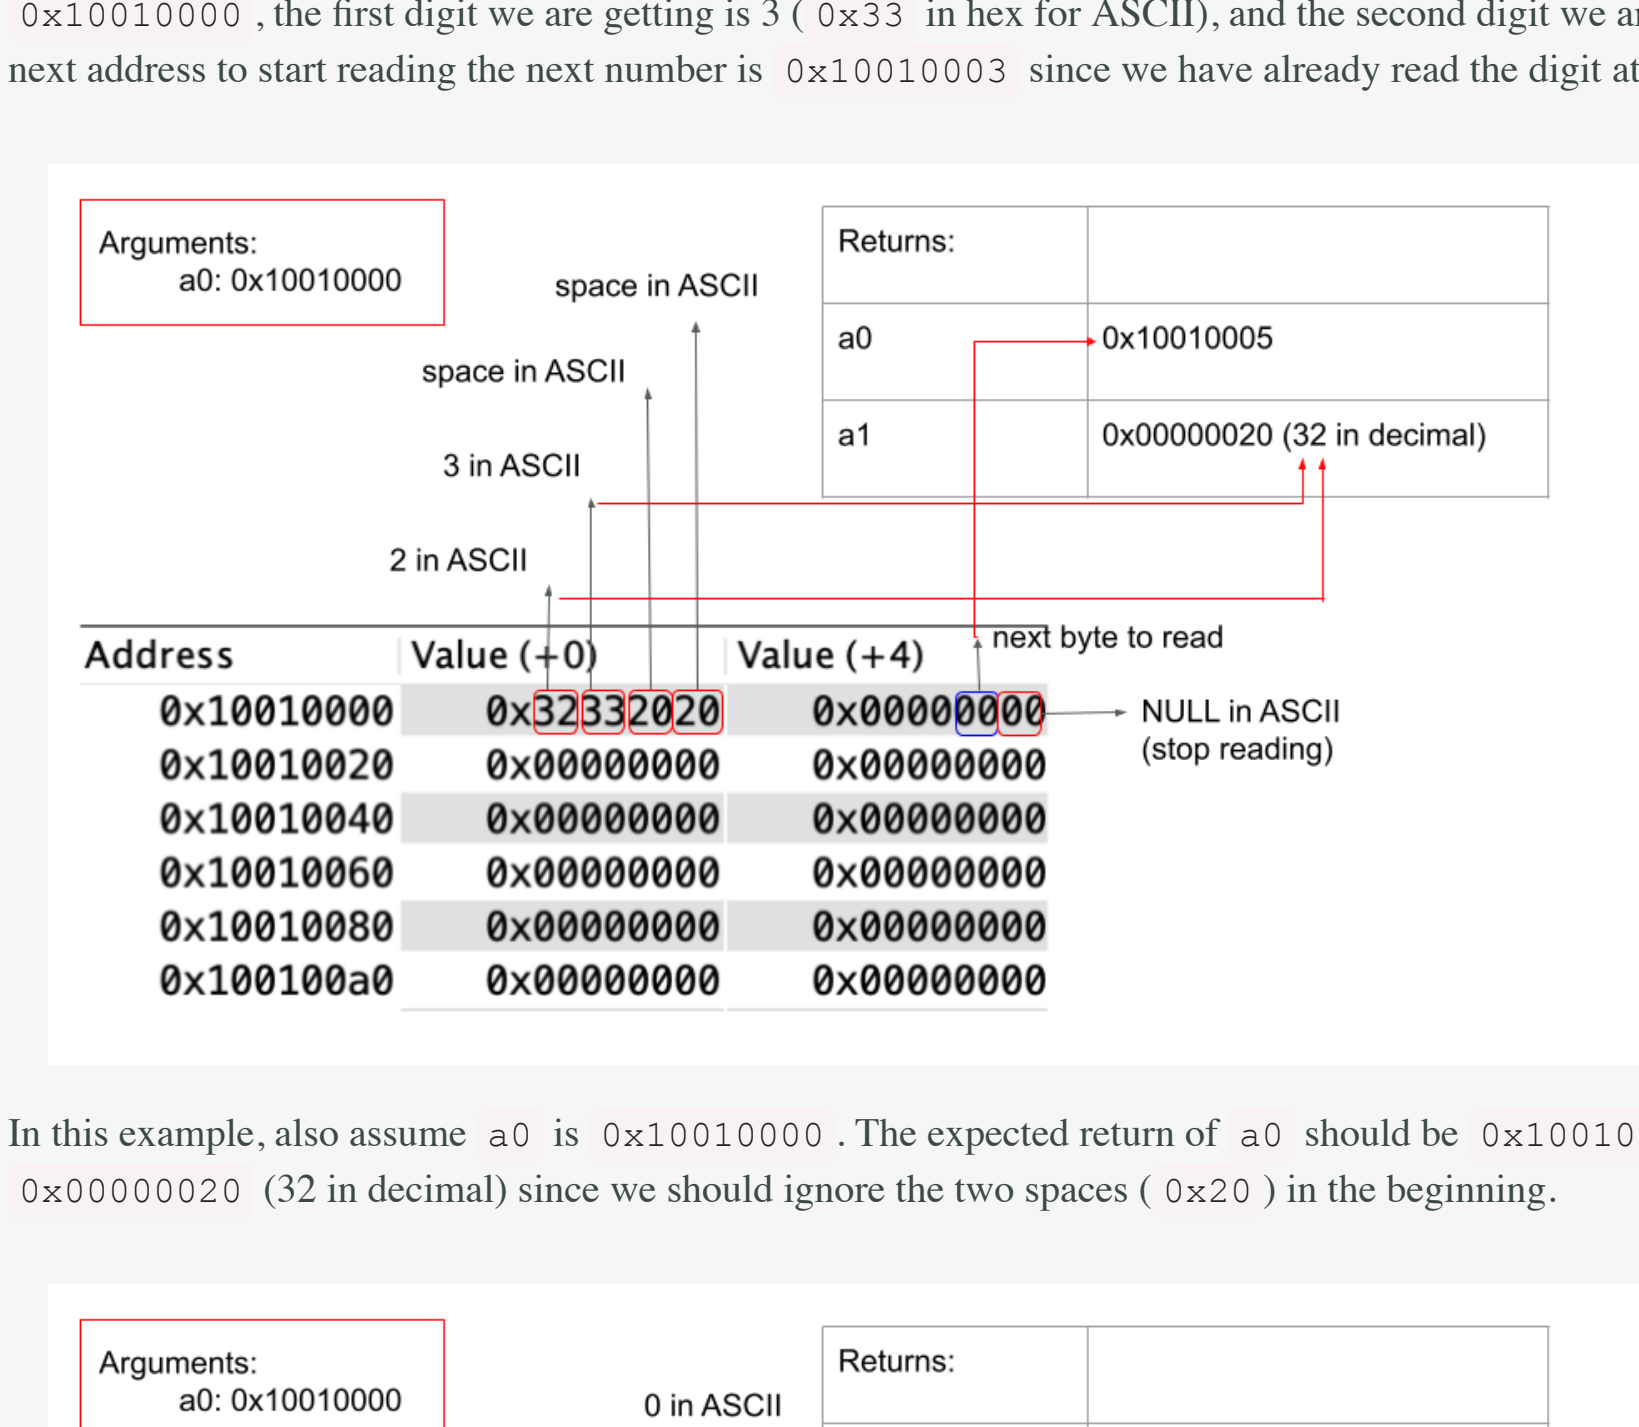 0x10010000 , the first digit we are getting is 3 ( 0x33 in hex for ASCII), and the second digit we
next address to start reading the next number is 0x10010003 since we have already read the digit at
Arguments:
a0: 0x10010000
Returns:
space in ASCII
a0 0x10010005
space in ASCII
a1 0x00000020 (32 in decimal)
3 in ASCII
2 in ASCII
next byte to read
Address Value (+0) Value (+4)
0x10010000 0x32332020 0x00000000
NULL in ASCII
(stop reading)
0x10010020 0x00000000 0x00000000
0x10010040 0x00000000 0x00000000
0x10010060 0x00000000 0x00000000
0x10010080 0x00000000 0x00000000
0x100100a0 0x00000000 0x00000000
In this example, also assume a0 is 0x10010000 . The expected return of a0 should be 0x10010
0x00000020 (32 in decimal) since we should ignore the two spaces ( 0x20 ) in the beginning.
Arguments:
a0: 0x10010000
Returns:
0 in ASCII